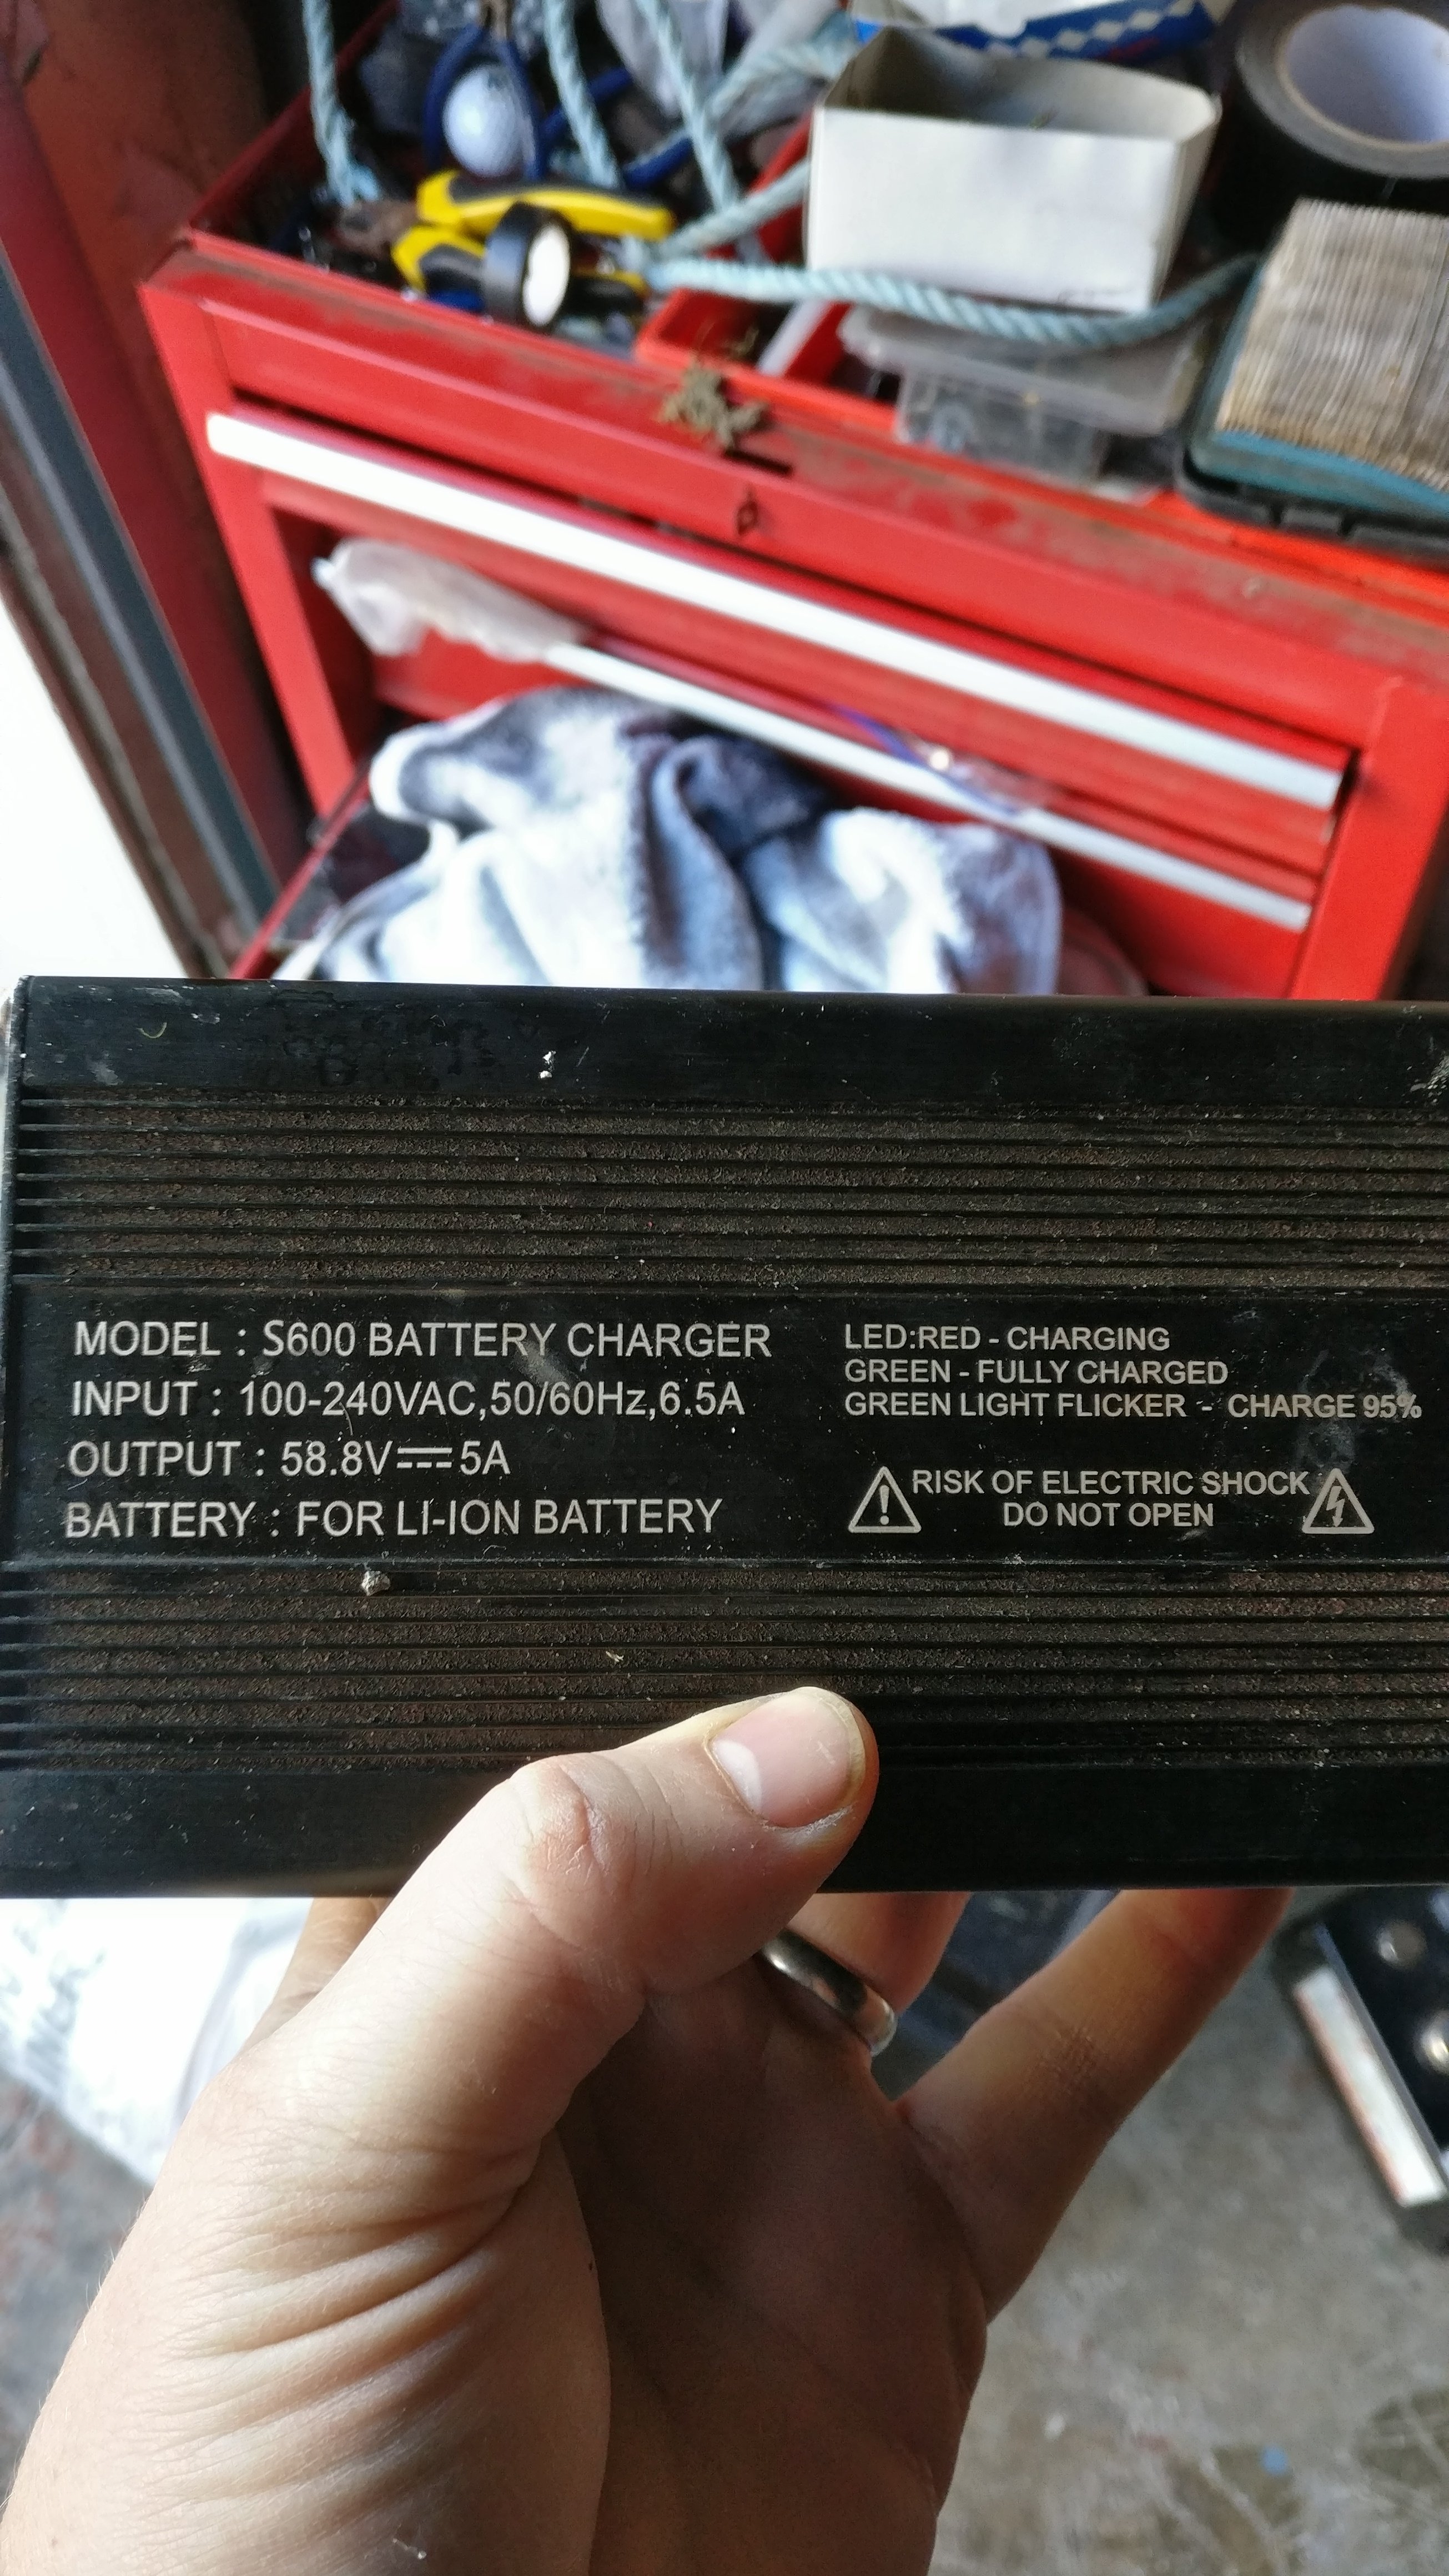 MODEL : S600 BATTERY CHARGER
INPUT : 100-240VAC,50/60Hz,6.5A
OUTPUT : 58.8V⎓5A
BATTERY : FOR LI-ION BATTERY
LED:RED - CHARGING
GREEN - FULLY CHARGED
GREEN LIGHT FLICKER - CHARGE 95%
RISK OF ELECTRIC SHOCK
DO NOT OPEN